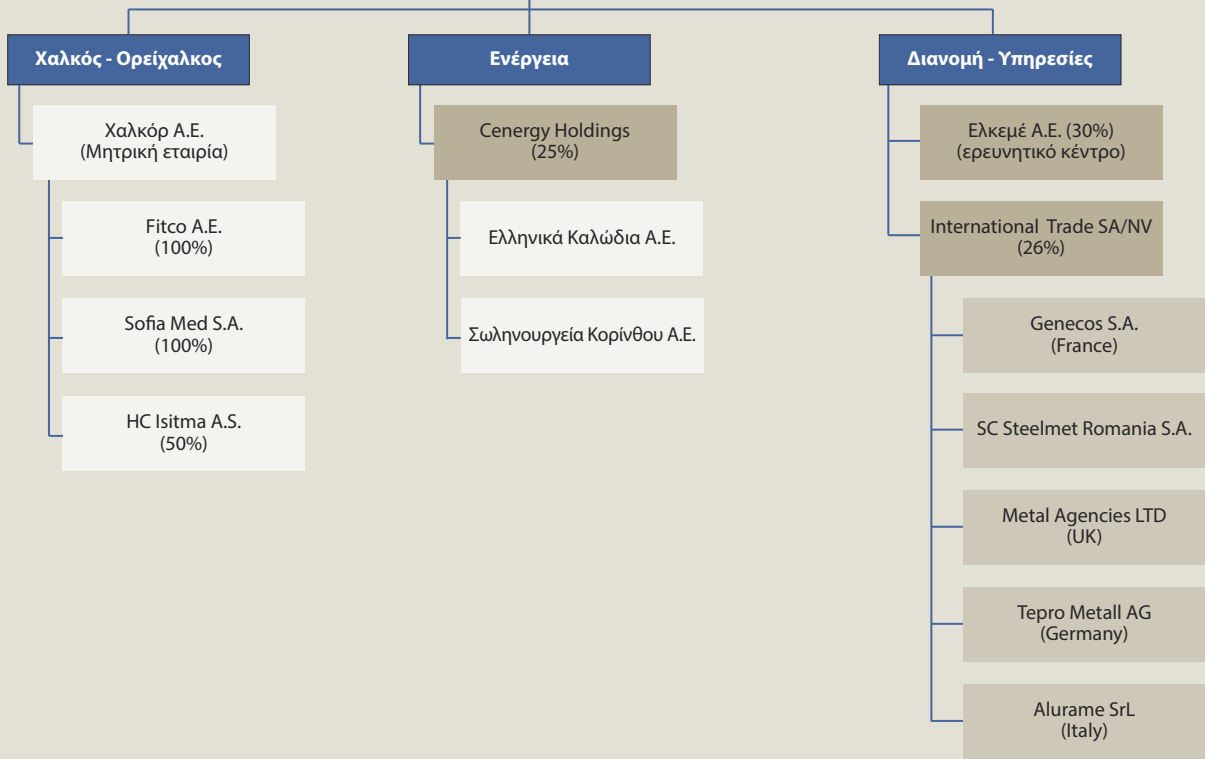 Χαλκός - Ορείχαλκος
Χαλκόρ Α.Ε.
(Μητρική εταιρία)
Fitco A.E.
(100%)
Sofia Med S.A.
(100%)
HC Isitma A.S.
(50%)
Ενέργεια
Cenergy Holdings
(25%)
Ελληνικά Καλώδια Α.Ε.
Σωληνουργεία Κορίνθου Α.Ε.
Διανομή - Υπηρεσίες
Ελκεμέ Α.Ε. (30%)
(ερευνητικό κέντρο)
International Trade SA/NV
(26%)
Genecos S.A.
(France)
SC Steelmet Romania S.A.
Metal Agencies LTD
(UK)
Tepro Metall AG
(Germany)
Alurame SrL
(Italy)